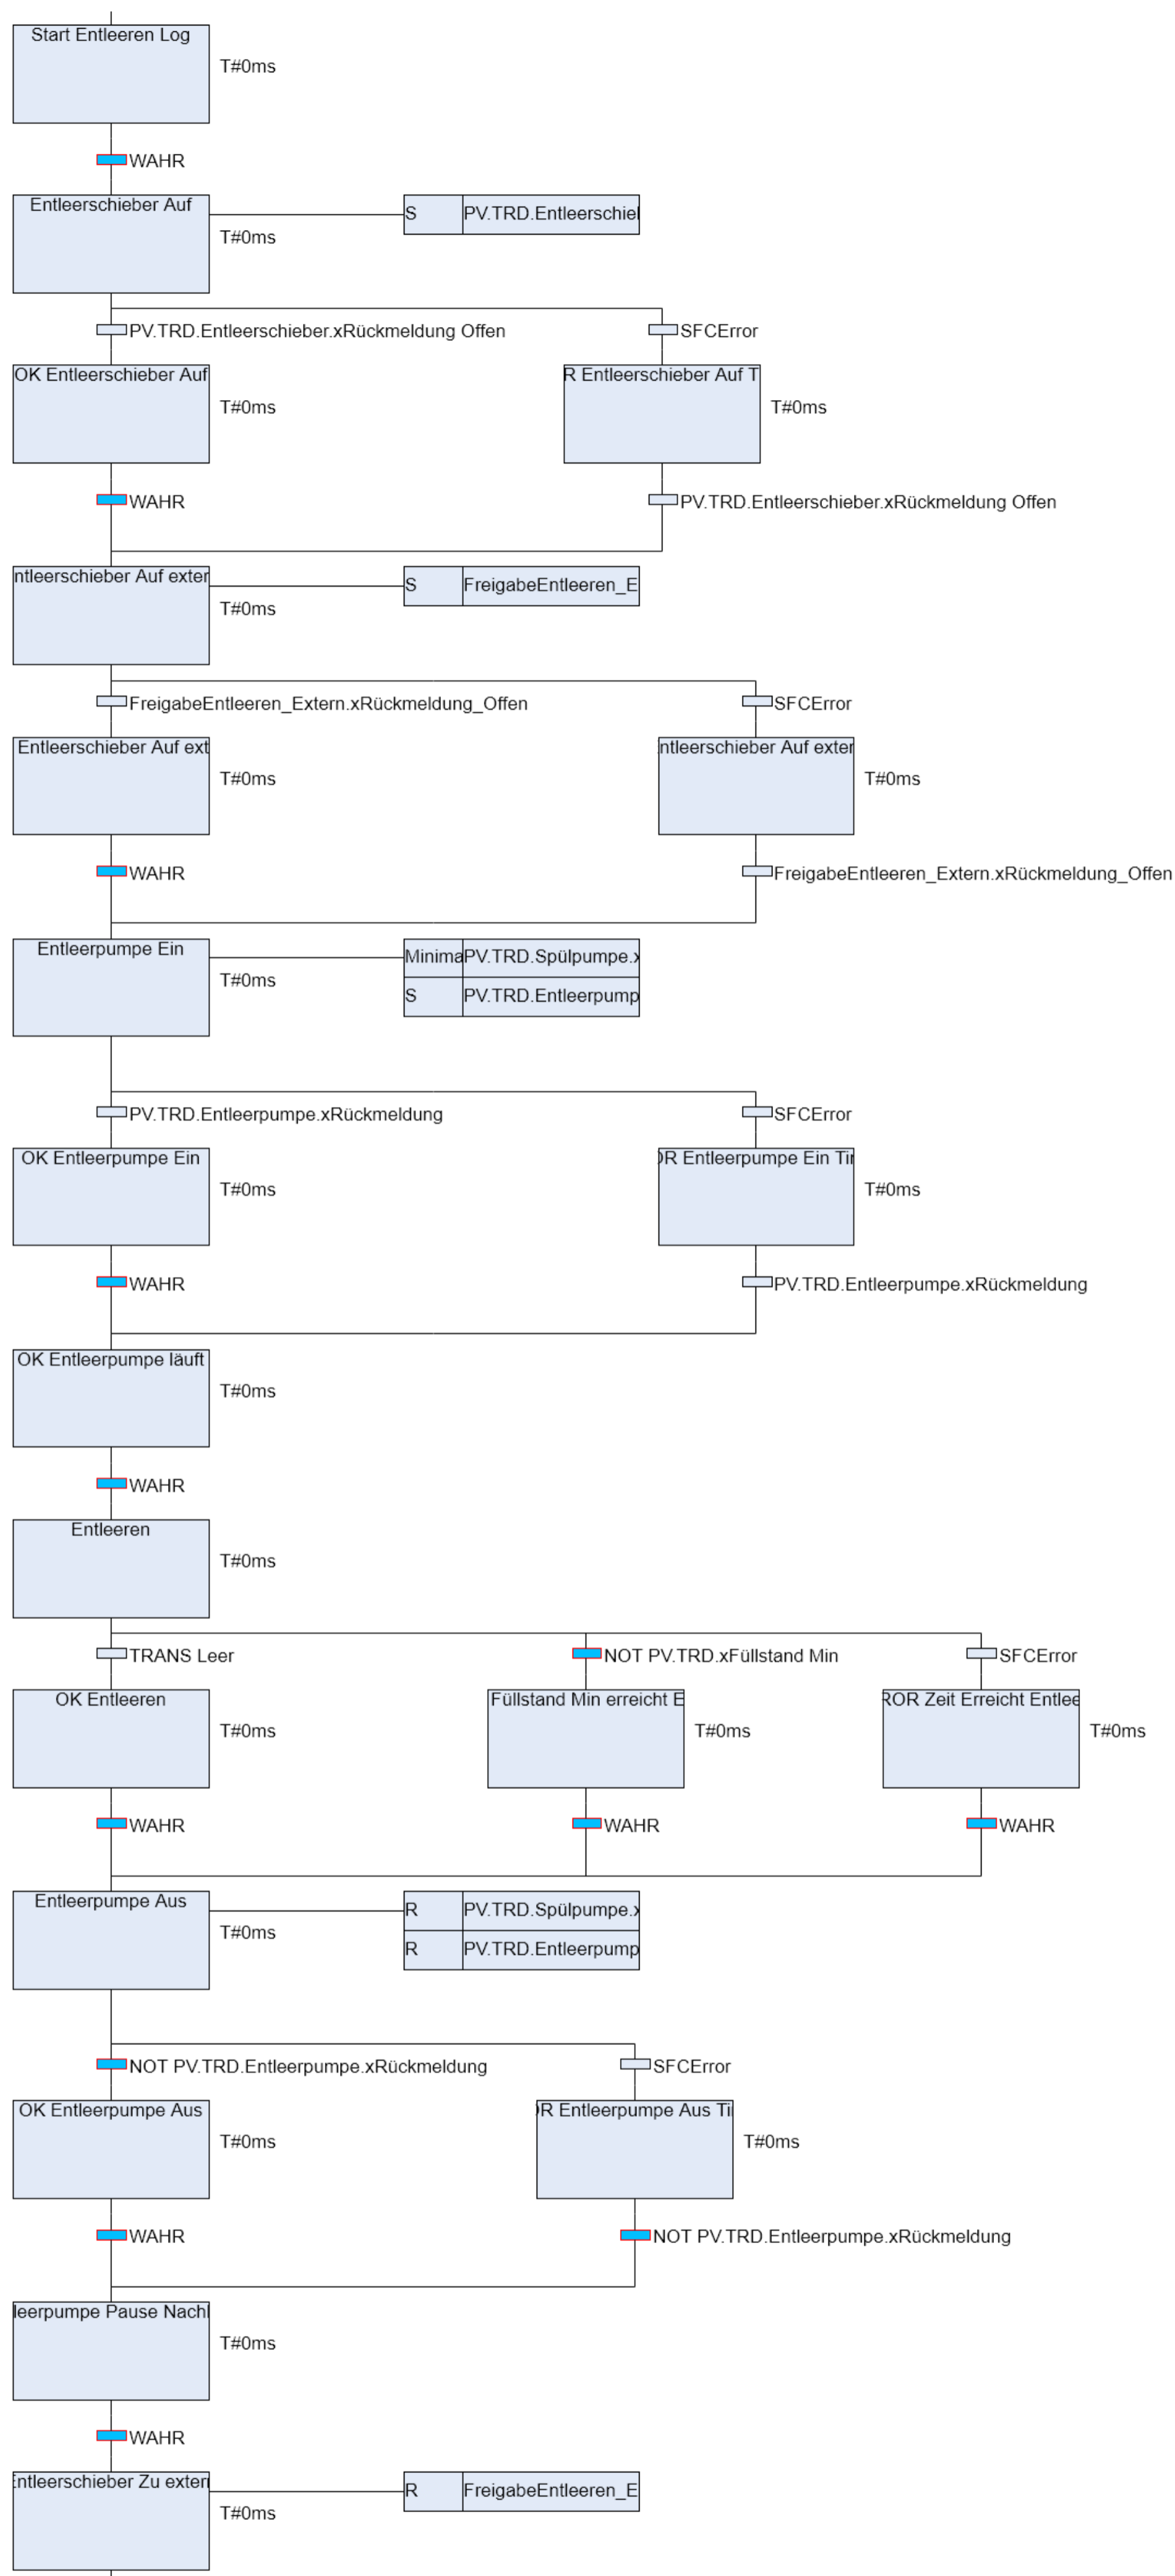 Start Entleeren Log
T#0ms
WAHR
Entleerschieber Auf
S
PV.TRD.Entleerschie
T#0ms
PV.TRD.Entleerschieber.xRückmeldung Offen
SFCError
OK Entleerschieber Auf
R Entleerschieber Auf T
T#0ms
T#0ms
WAHR
PV.TRD.Entleerschieber.xRückmeldung Offen
ntleerschieber Auf exter
S
FreigabeEntleeren_E
T#0ms
FreigabeEntleeren_Extern.xRückmeldung_Offen
SFCError
Entleerschieber Auf ext
ntleerschieber Auf exter
T#0ms
T#0ms
WAHR
FreigabeEntleeren_Extern.xRückmeldung_Offen
Entleerpumpe Ein
Minima
PV.TRD.Spülpumpe.x
T#0ms
S
PV.TRD.Entleerpump
PV.TRD.Entleerpumpe.xRückmeldung
SFCError
OK Entleerpumpe Ein
OR Entleerpumpe Ein Tin
T#0ms
T#0ms
WAHR
PV.TRD.Entleerpumpe.xRückmeldung
OK Entleerpumpe läuft
T#0ms
WAHR
Entleeren
T#0ms
TRANS Leer
NOT PV.TRD.xFüllstand Min
SFCError
OK Entleeren
Füllstand Min erreicht E
ROR Zeit Erreicht Entlee
T#0ms
T#0ms
T#0ms
WAHR
WAHR
WAHR
Entleerpumpe Aus
R
PV.TRD.Spülpumpe.x
T#0ms
R
PV.TRD.Entleerpump
NOT PV.TRD.Entleerpumpe.xRückmeldung
SFCError
OK Entleerpumpe Aus
R Entleerpumpe Aus Ti
T#0ms
T#0ms
WAHR
NOT PV.TRD.Entleerpumpe.xRückmeldung
leerpumpe Pause Nachl
T#0ms
WAHR
Entleerschieber Zu extern
R
FreigabeEntleeren_E
T#0ms